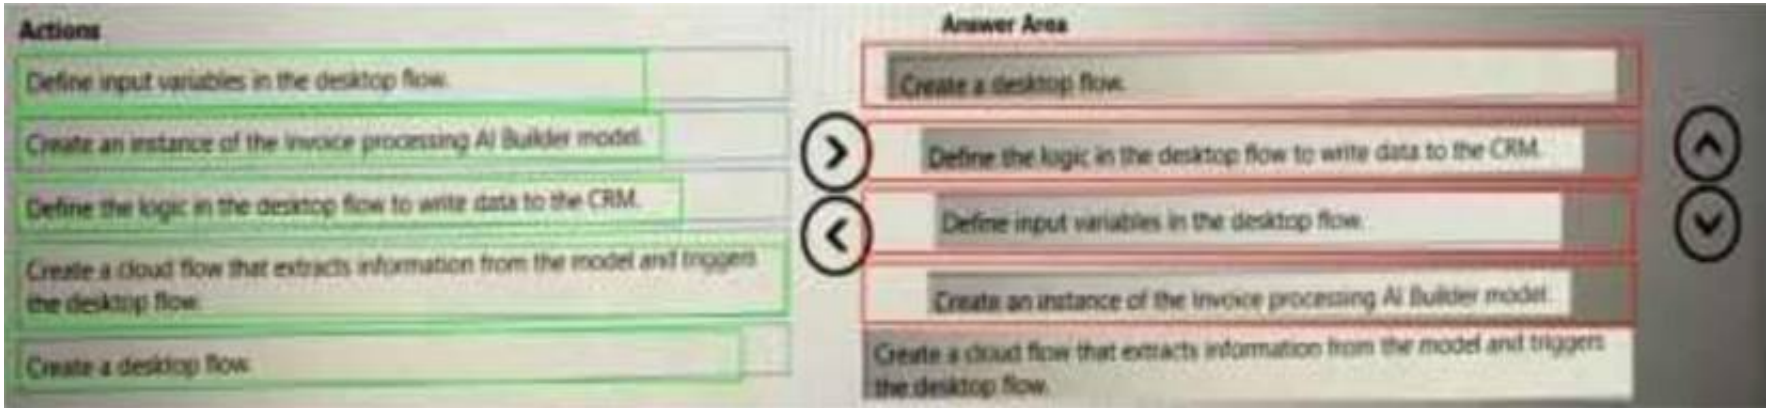 Actions
Define input variables in the desktop flow.
Create an instance of the Invoice processing AI Builder model.
Define the logic in the desktop flow to write data to the CRM.
Create a cloud flow that extracts information from the model and triggers
the desktop flow.
Create a desktop flow.
Answer Area
Create a desktop flow.
Define the logic in the desktop flow to write data to the CRM.
Define input variables in the desktop flow.
Create an instance of the Invoice processing AI Builder model.
Create a cloud flow that extracts information from the model and triggers
the desktop flow.